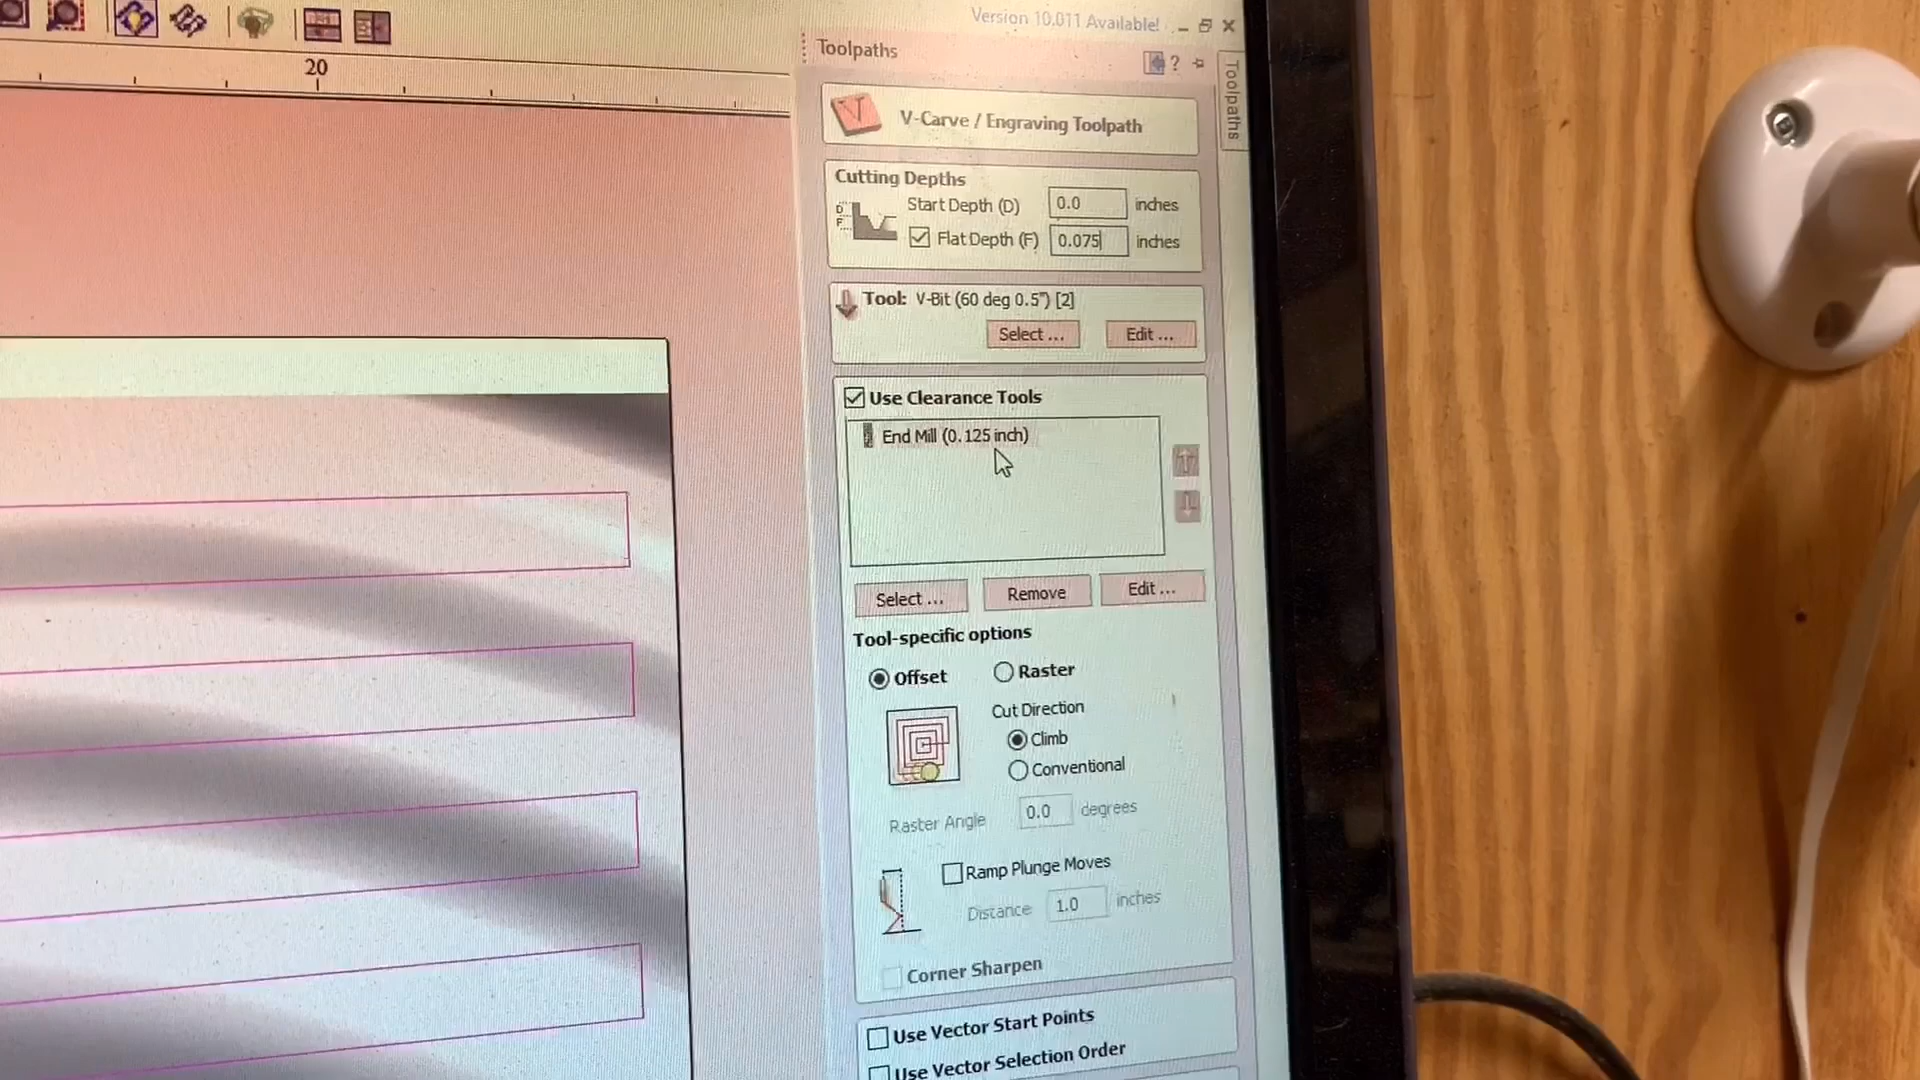 Version 10.011 Available!
20
Toolpaths
?
Toolpaths
V
V-Carve / Engraving Toolpath
Cutting Depths
D
F
Start Depth (D) 0.0 inches
Flat Depth (F) 0.075 inches
Tool: V-Bit (60 deg 0.5") [2]
Select ... Edit ...
Use Clearance Tools
End Mill (0.125 inch)
Select ... Remove Edit ...
Tool-specific options
Offset Raster
Cut Direction
Climb
Conventional
Raster Angle 0.0 degrees
Ramp Plunge Moves
Distance 1.0 inches
Corner Sharpen
Use Vector Start Points
Use Vector Selection Order